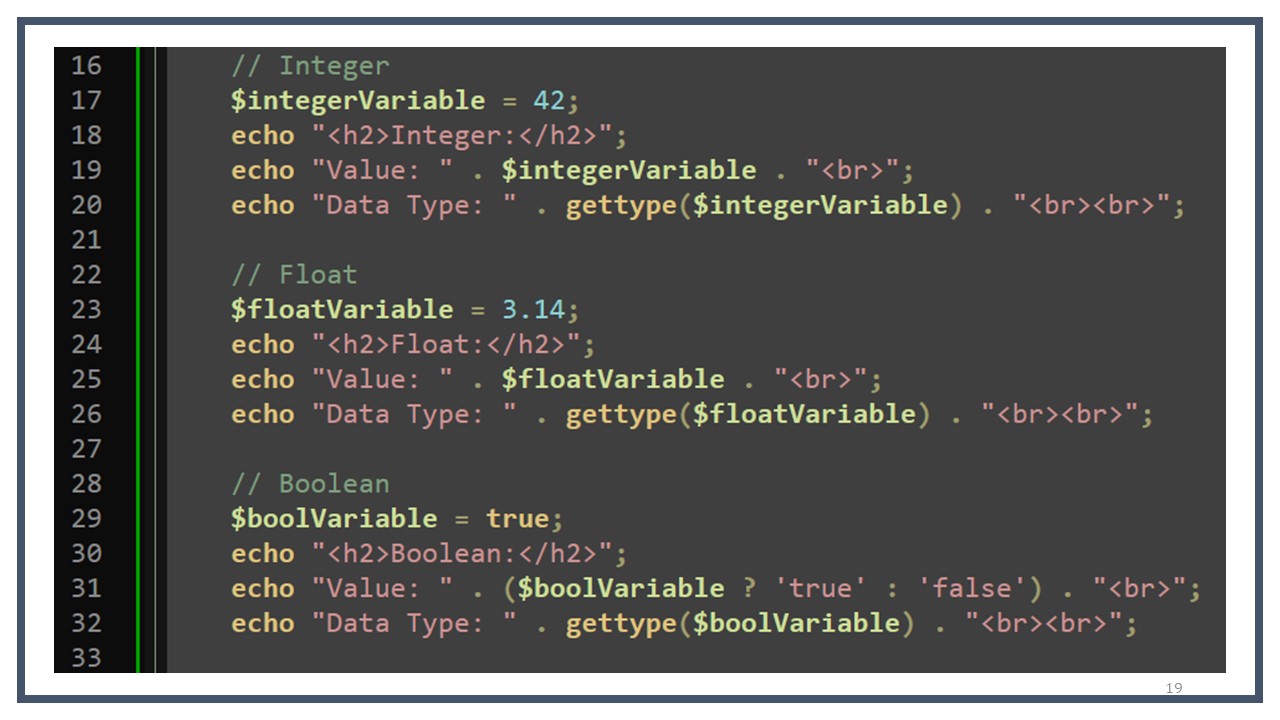 16 // Integer
17 $integerVariable = 42;
18 echo "<h2>Integer:</h2>";
19 echo "Value: " . $integerVariable . "<br>";
20 echo "Data Type: " . gettype($integerVariable) . "<br><br>";
21
22 // Float
23 $floatVariable = 3.14;
24 echo "<h2>Float:</h2>";
25 echo "Value: " . $floatVariable . "<br>";
26 echo "Data Type: " . gettype($floatVariable) . "<br><br>";
27
28 // Boolean
29 $boolVariable = true;
30 echo "<h2>Boolean:</h2>";
31 echo "Value: " . ($boolVariable ? 'true' : 'false') . "<br>";
32 echo "Data Type: " . gettype($boolVariable) . "<br><br>";
33
19